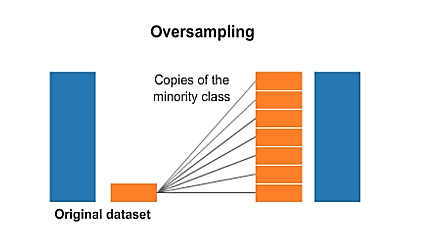 Oversampling
Copies of the
minority class
Original dataset